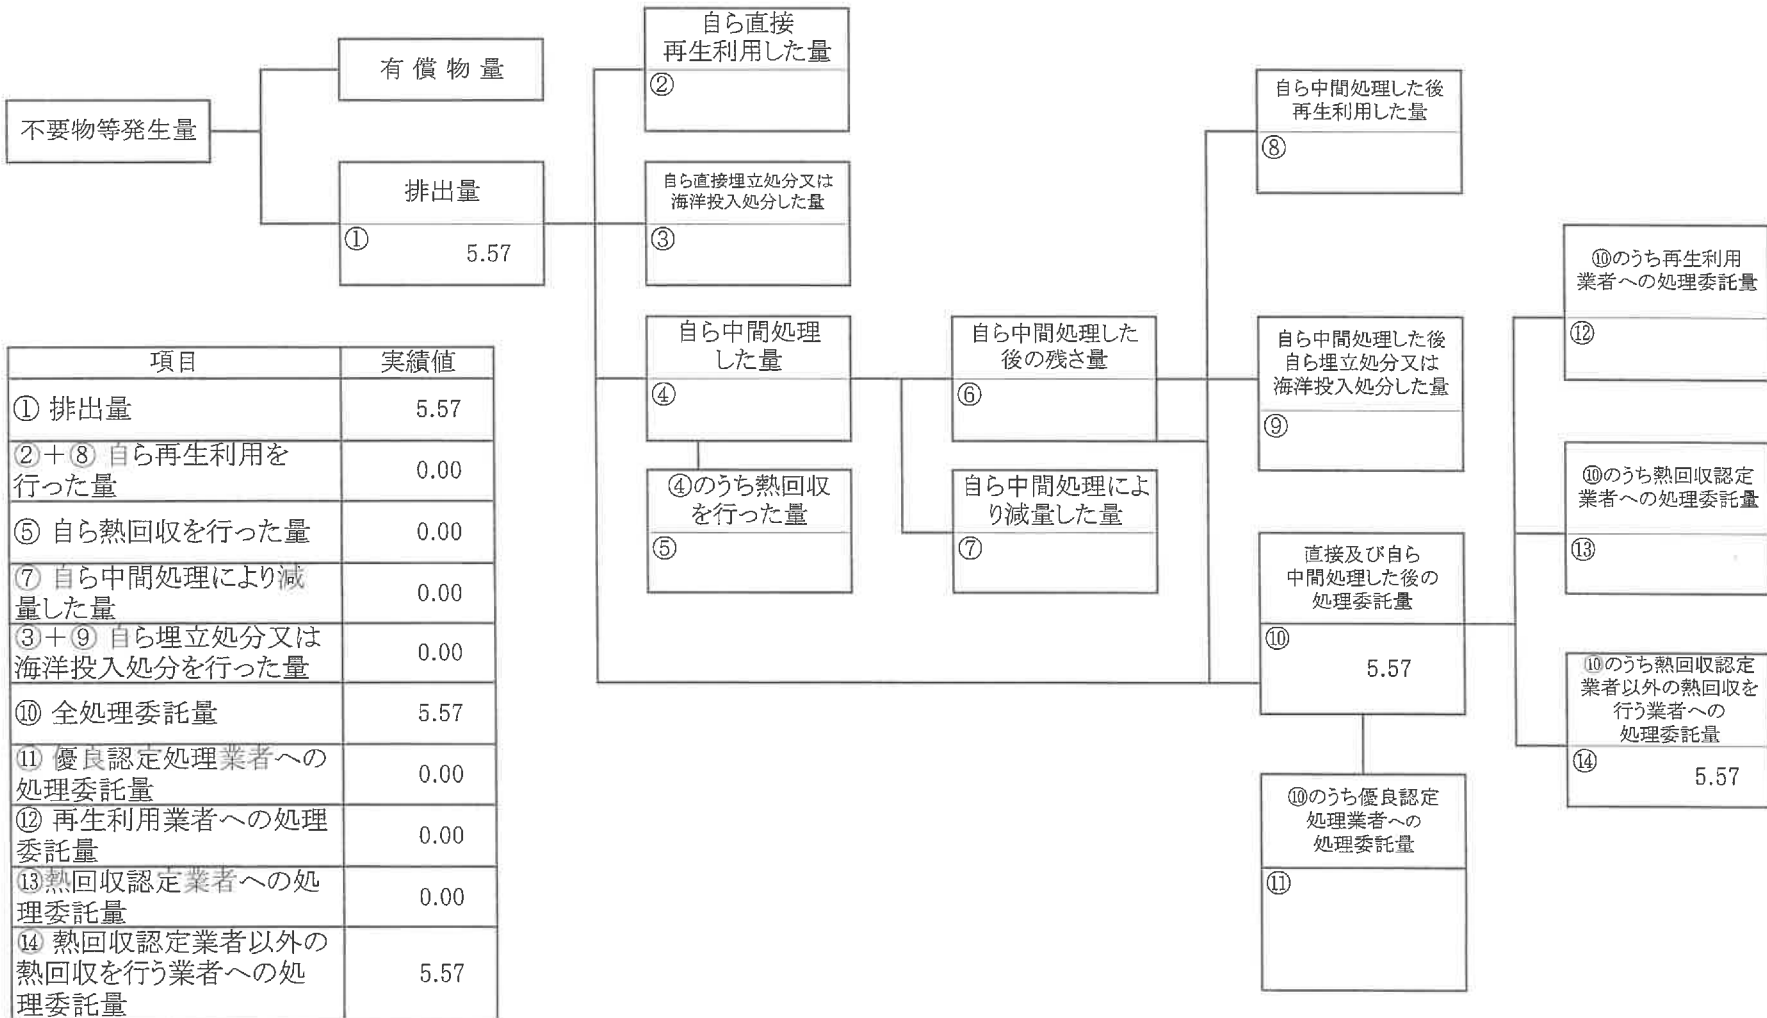 不要物等発生量
有償物量
排出量
①
5.57
自ら直接
再生利用した量
②
自ら直接埋立処分又は
海洋投入処分した量
③
自ら中間処理
した量
④
④のうち熱回収
を行った量
⑤
自ら中間処理した
後の残さ量
⑥
自ら中間処理によ
り減量した量
⑦
自ら中間処理した後
再生利用した量
⑧
自ら中間処理した後
自ら埋立処分又は
海洋投入処分した量
⑨
直接及び自ら
中間処理した後の
処理委託量
⑩
5.57
⑩のうち優良認定
処理業者への
処理委託量
⑪
⑩のうち再生利用
業者への処理委託量
⑫
⑩のうち熱回収認定
業者への処理委託量
⑬
⑩のうち熱回収認定
業者以外の熱回収を
行う業者への
処理委託量
⑭
5.57
項目 実績値
① 排出量 5.57
②+⑧ 自ら再生利用を
行った量 0.00
⑤ 自ら熱回収を行った量 0.00
⑦ 自ら中間処理により減
量した量 0.00
③+⑨ 自ら埋立処分又は
海洋投入処分を行った量 0.00
⑩ 全処理委託量 5.57
⑪ 優良認定処理業者への
処理委託量 0.00
⑫ 再生利用業者への処理
委託量 0.00
⑬熱回収認定業者への処
理委託量 0.00
⑭ 熱回収認定業者以外の
熱回収を行う業者への処
理委託量 5.57